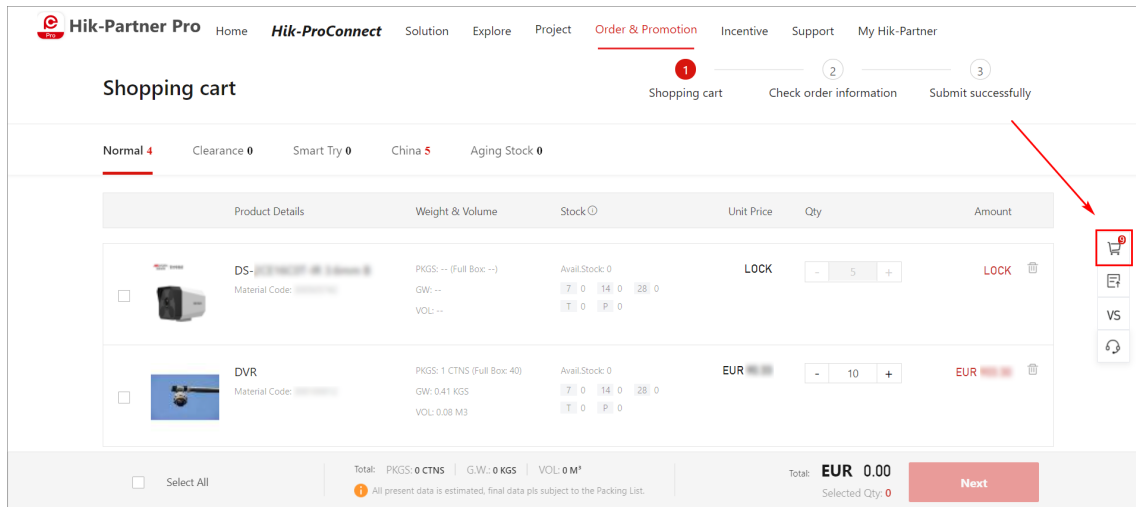 Hik-Partner Pro Home Hik-ProConnect Solution Explore Project Order & Promotion Incentive Support My Hik-Partner
Pro
Shopping cart
1 2 3
Shopping cart Check order information Submit successfully
Normal 4 Clearance 0 Smart Try 0 China 5 Aging Stock 0
Product Details Weight & Volume Stock Unit Price Qty Amount
9
DS-
Material Code:
PKGS: -- (Full Box: --)
GW: --
VOL: --
Avail.Stock: 0
7 0 14 0 28 0
T 0 P 0
LOCK - 5 + LOCK
VS
DVR
Material Code:
PKGS: 1 CTNS (Full Box: 40)
GW: 0.41 KGS
VOL: 0.08 M3
Avail.Stock: 0
7 0 14 0 28 0
T 0 P 0
EUR - 10 + EUR
Select All
Total: PKGS: 0 CTNS G.W.: 0 KGS VOL: 0 M³
All present data is estimated, final data pls subject to the Packing List.
Total: EUR 0.00
Selected Qty: 0
Next